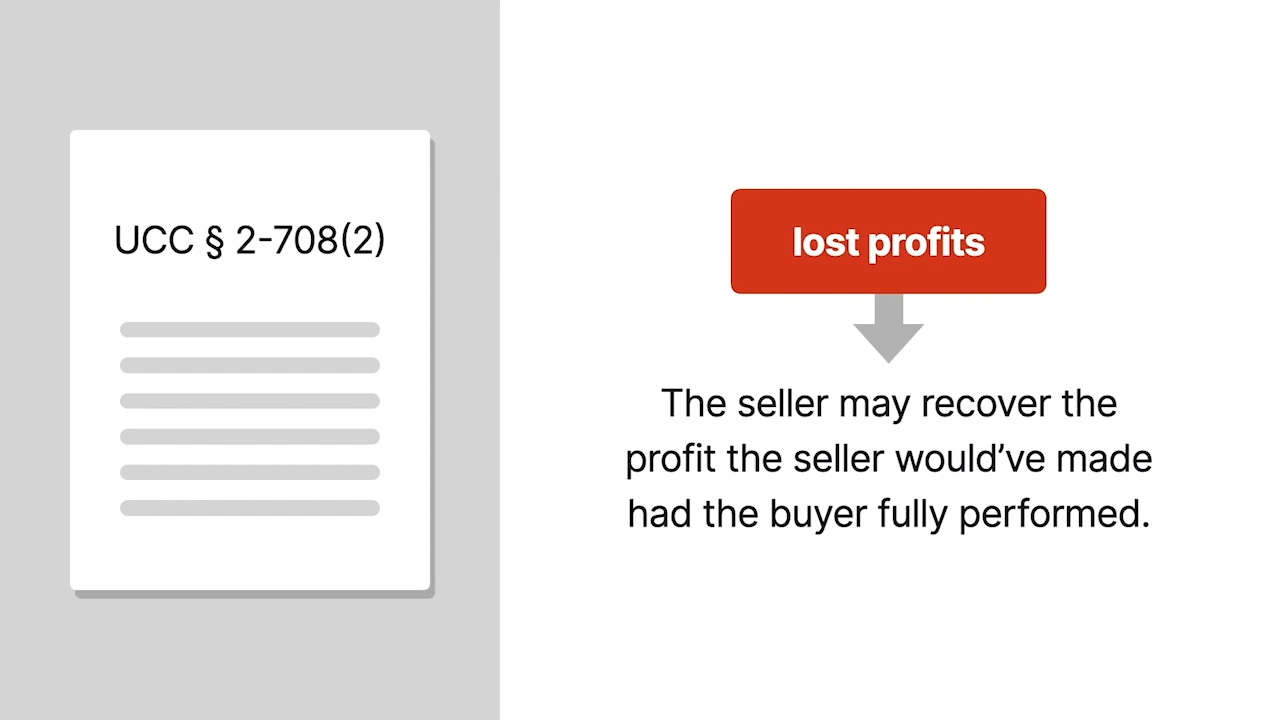 UCC § 2-708(2)
lost profits
The seller may recover the
profit the seller would’ve made
had the buyer fully performed.